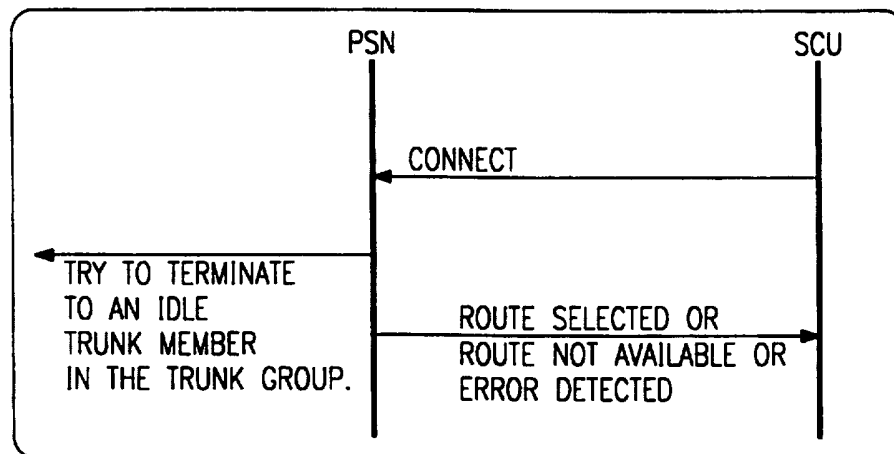 PSN
SCU
CONNECT
TRY TO TERMINATE
TO AN IDLE
TRUNK MEMBER
IN THE TRUNK GROUP.
ROUTE SELECTED OR
ROUTE NOT AVAILABLE OR
ERROR DETECTED